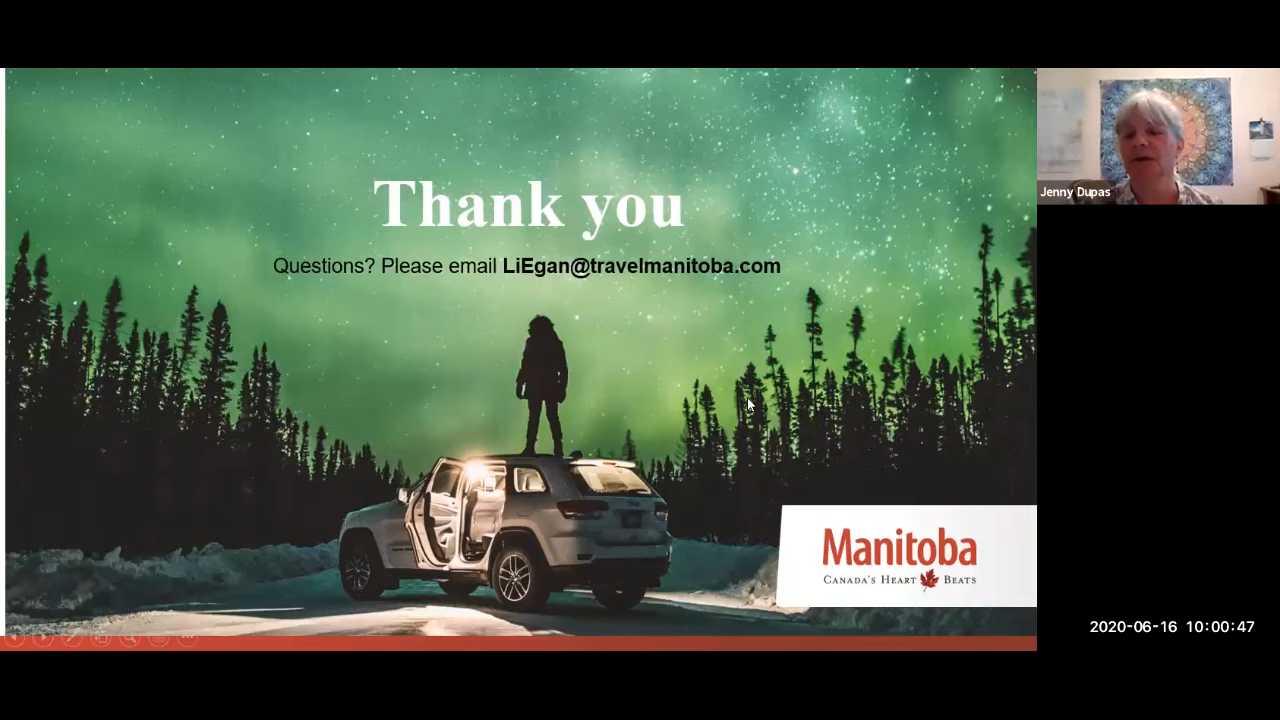 Thank you
Questions? Please email LiEgan@travelmanitoba.com
Manitoba
CANADA'S HEART BEATS
Jenny Dupas
2020-06-16 10:00:47